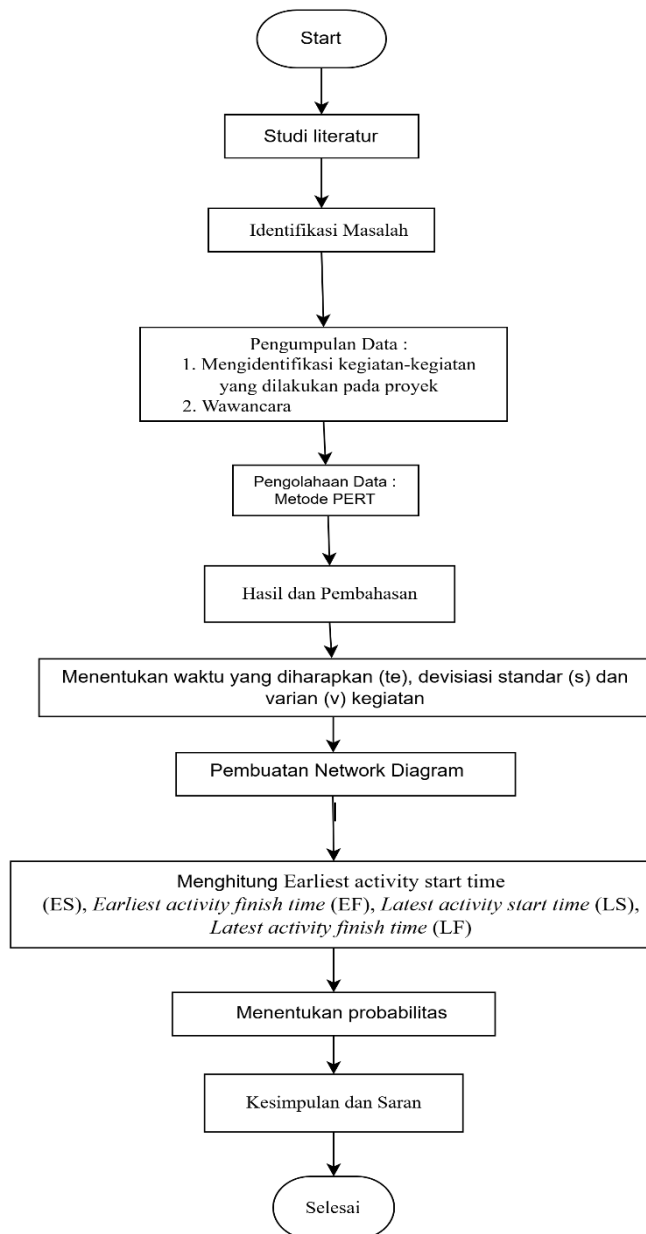 Start
Studi literatur
Identifikasi Masalah
Pengumpulan Data :
1. Mengidentifikasi kegiatan-kegiatan
yang dilakukan pada proyek
2. Wawancara
Pengolahaan Data :
Metode PERT
Hasil dan Pembahasan
Menentukan waktu yang diharapkan (te), devisiasi standar (s) dan
varian (v) kegiatan
Pembuatan Network Diagram
Menghitung Earliest activity start time
(ES), Earliest activity finish time (EF), Latest activity start time (LS),
Latest activity finish time (LF)
Menentukan probabilitas
Kesimpulan dan Saran
Selesai